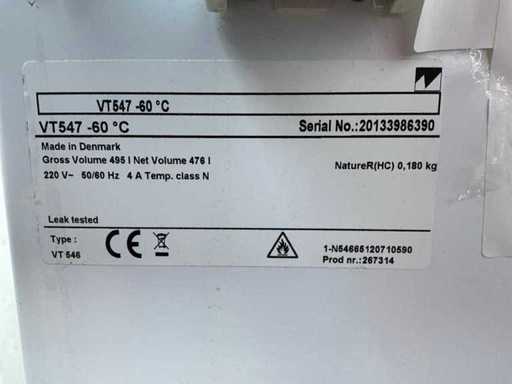 VT547 -60 °C
VT547 -60 °C Serial No.:20133986390
Made in Denmark
Gross Volume 495 l Net Volume 476 l NatureR(HC) 0,180 kg
220 V~ 50/60 Hz 4 A Temp. class N
Leak tested
Type : CE 1-N54665120710590
VT 546 Prod nr.:267314